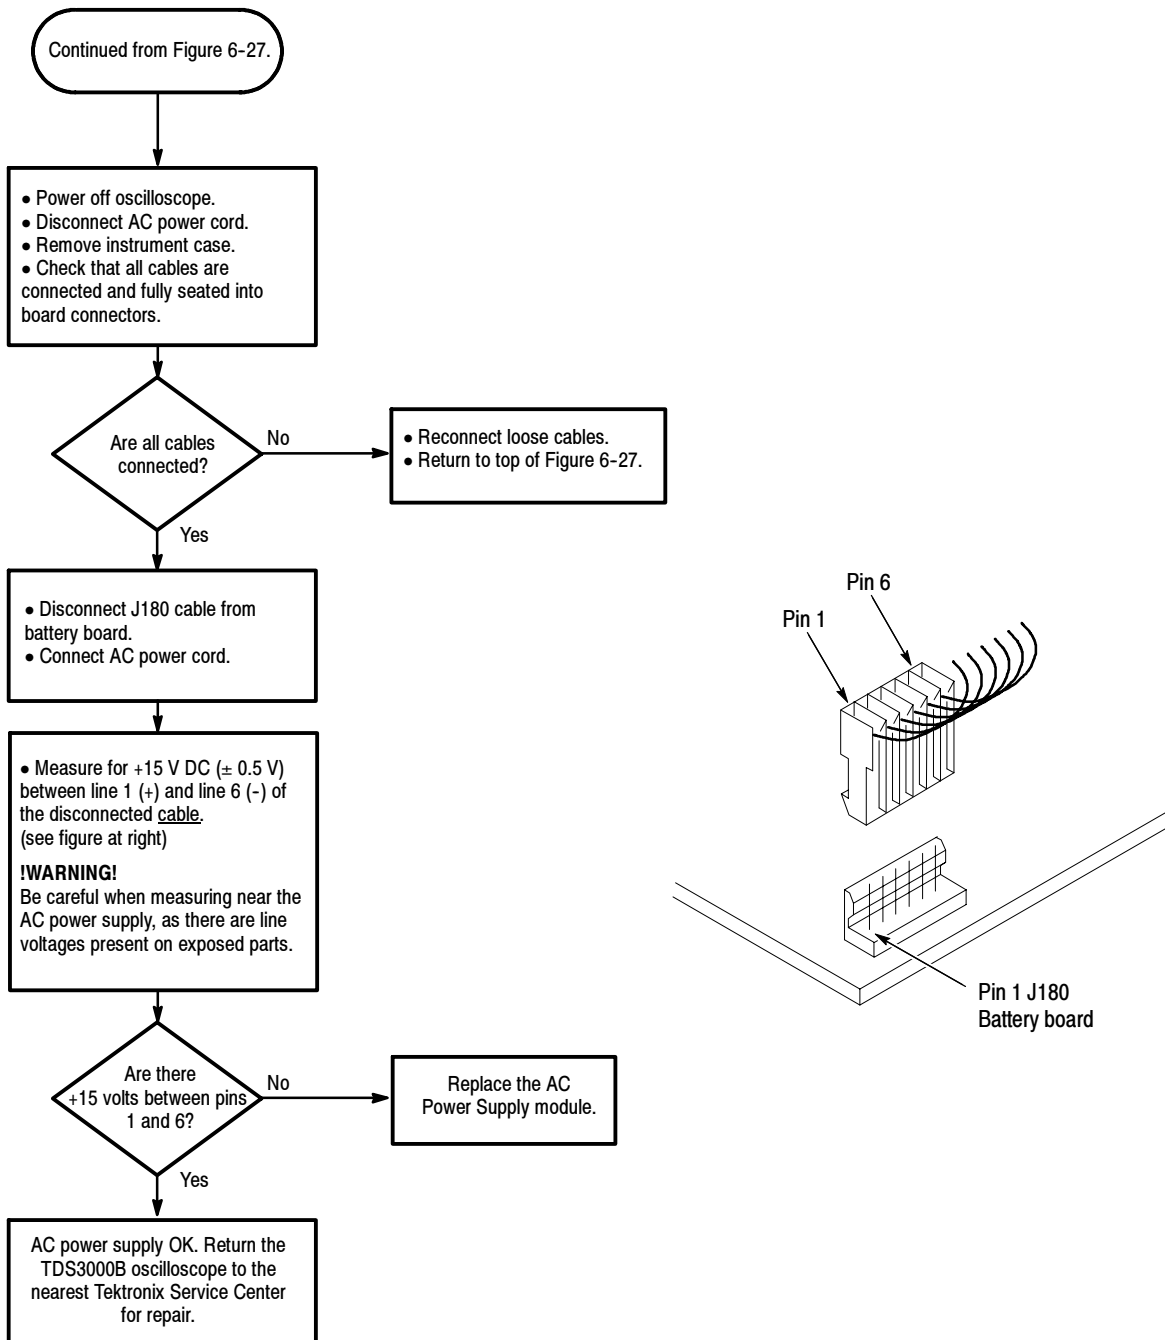 Continued from Figure 6-27.
• Power off oscilloscope.
• Disconnect AC power cord.
• Remove instrument case.
• Check that all cables are
connected and fully seated into
board connectors.
Are all cables
connected?
No
• Reconnect loose cables.
• Return to top of Figure 6-27.
Yes
• Disconnect J180 cable from
battery board.
• Connect AC power cord.
• Measure for +15 V DC (± 0.5 V)
between line 1 (+) and line 6 (-) of
the disconnected cable.
(see figure at right)
!WARNING!
Be careful when measuring near the
AC power supply, as there are line
voltages present on exposed parts.
Pin 6
Pin 1
Pin 1 J180
Battery board
Are there
+15 volts between pins
1 and 6?
No
Replace the AC
Power Supply module.
Yes
AC power supply OK. Return the
TDS3000B oscilloscope to the
nearest Tektronix Service Center
for repair.